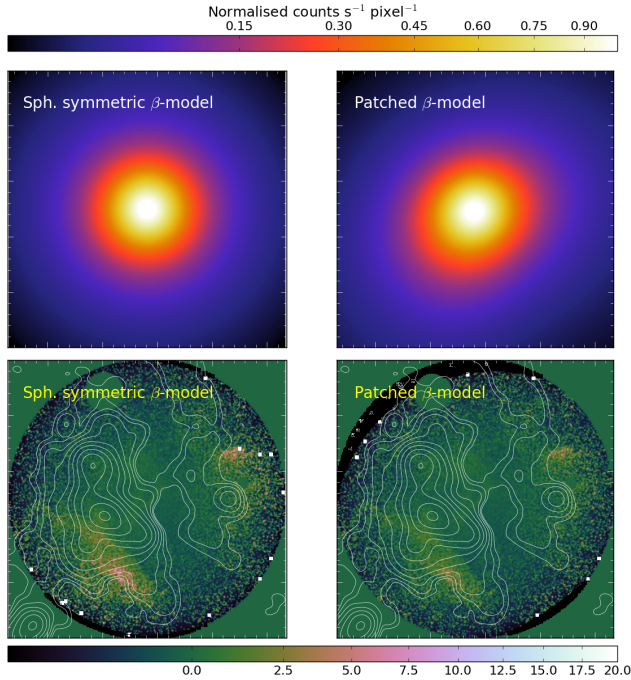 Normalised counts s⁻¹ pixel⁻¹
0.15 0.30 0.45 0.60 0.75 0.90
Sph. symmetric β-model
Patched β-model
Sph. symmetric β-model
Patched β-model
0.0 2.5 5.0 7.5 10.0 12.5 15.0 17.5 20.0